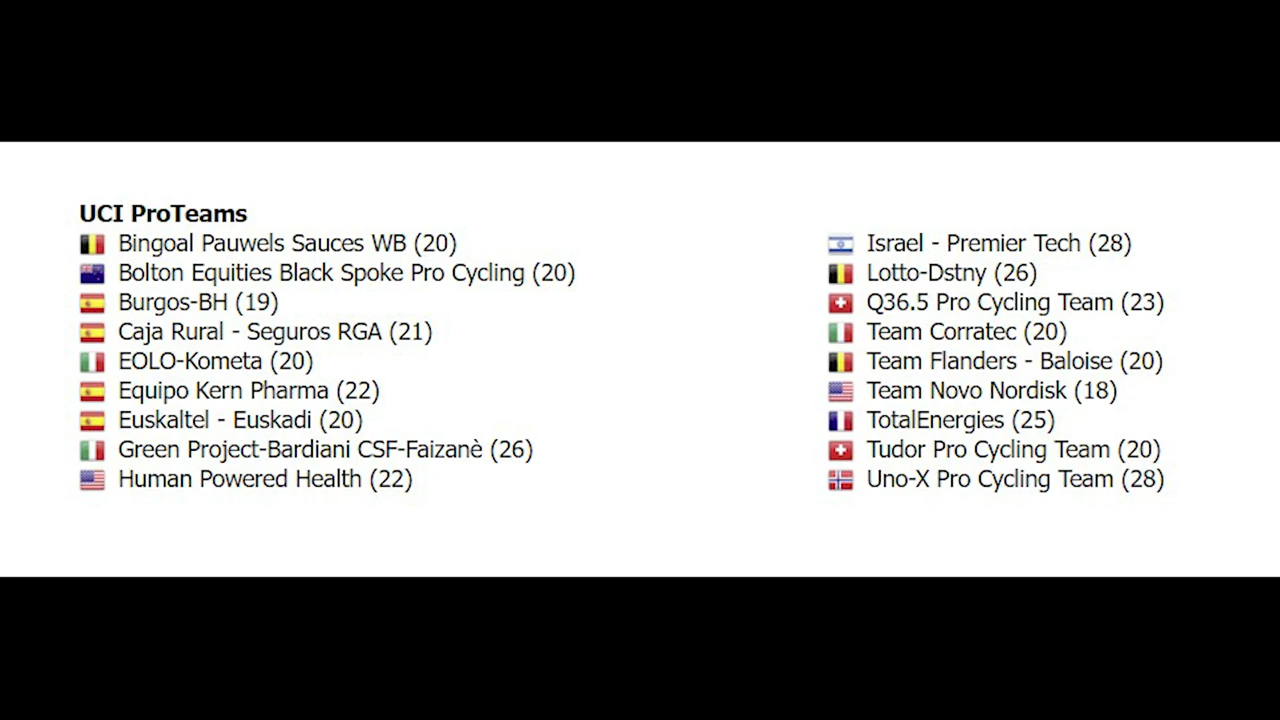 UCI ProTeams
Bingoal Pauwels Sauces WB (20)
Bolton Equities Black Spoke Pro Cycling (20)
Burgos-BH (19)
Caja Rural - Seguros RGA (21)
EOLO-Kometa (20)
Equipo Kern Pharma (22)
Euskaltel - Euskadi (20)
Green Project-Bardiani CSF-Faizanè (26)
Human Powered Health (22)
Israel - Premier Tech (28)
Lotto-Dstny (26)
Q36.5 Pro Cycling Team (23)
Team Corratec (20)
Team Flanders - Baloise (20)
Team Novo Nordisk (18)
TotalEnergies (25)
Tudor Pro Cycling Team (20)
Uno-X Pro Cycling Team (28)